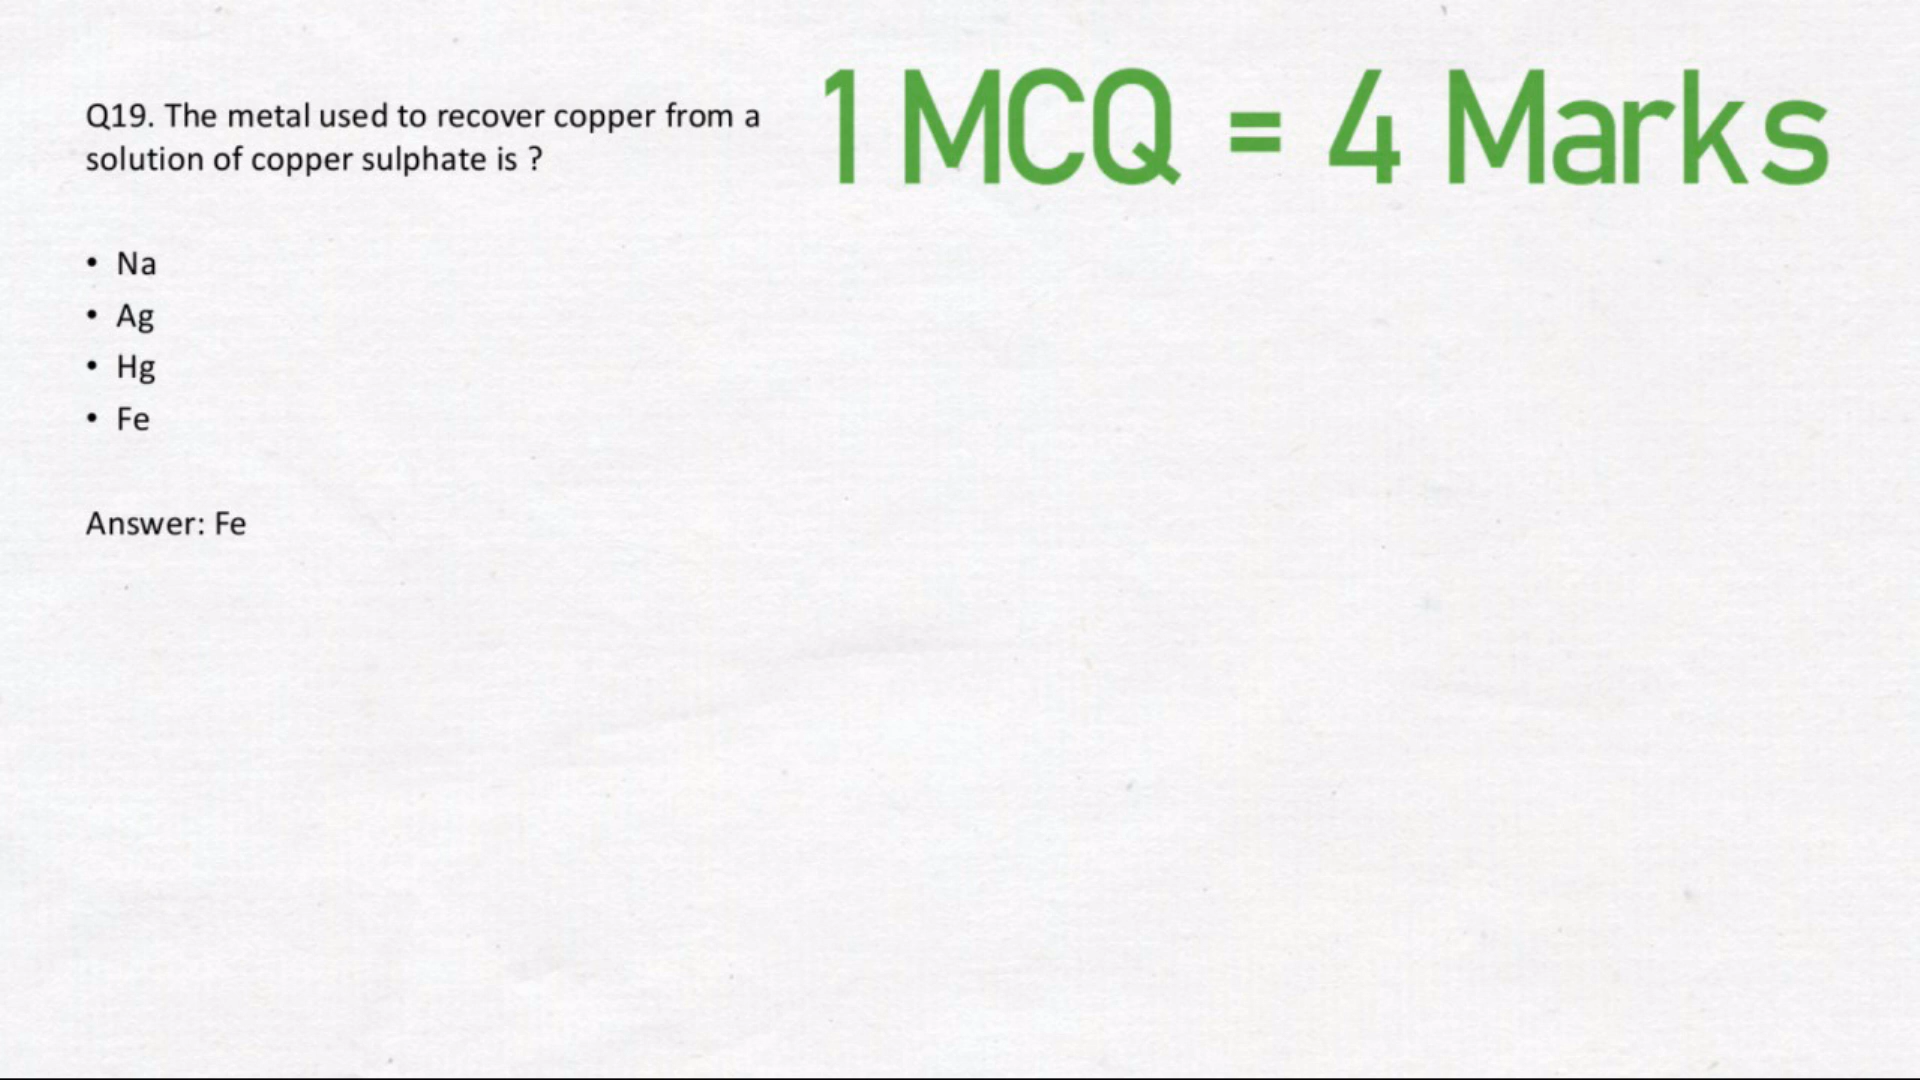 Q19. The metal used to recover copper from a
solution of copper sulphate is ?
1 MCQ = 4 Marks
• Na
• Ag
• Hg
• Fe
Answer: Fe